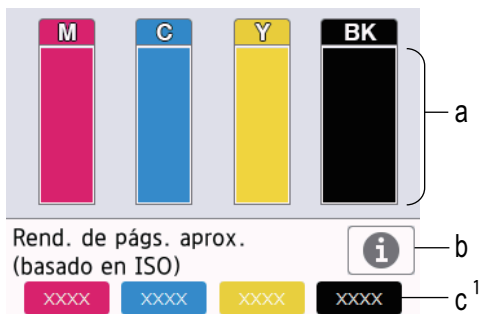 M C Y BK
a
Rend. de págs. aprox.
(basado en ISO)
i
b
XXXX XXXX XXXX XXXX
c1